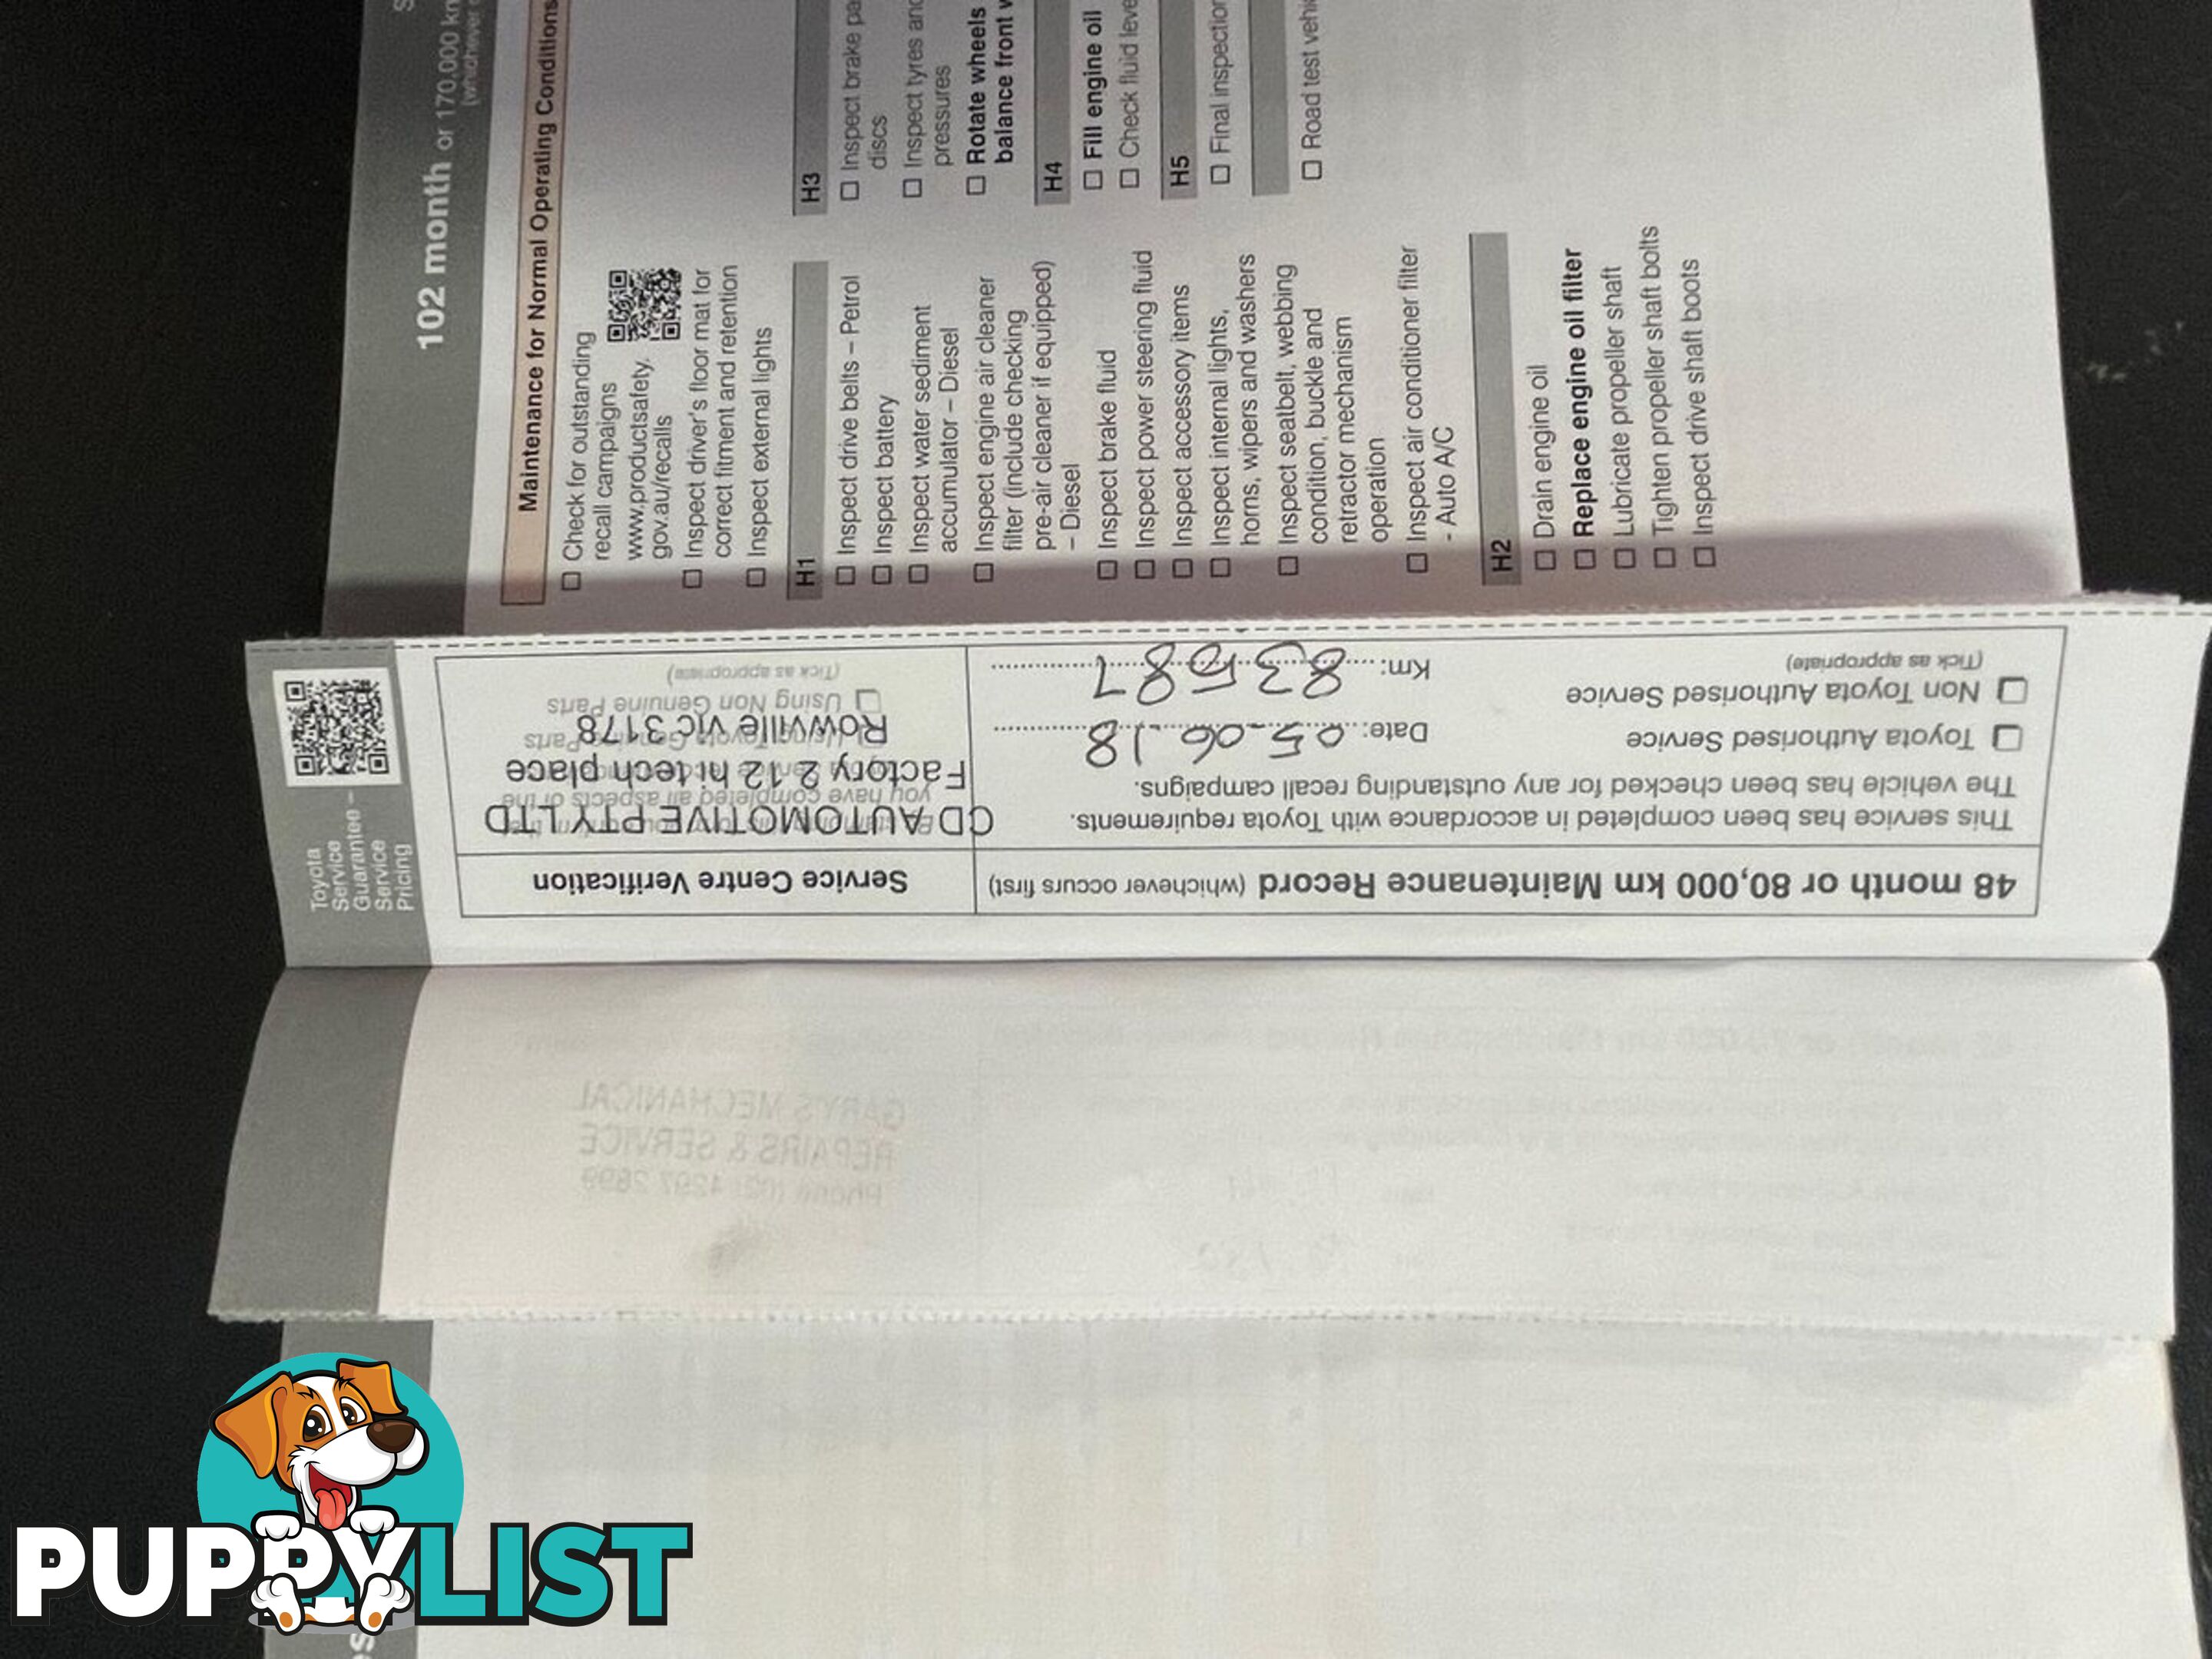 102 month or 170,000 km
(whichever
Maintenance for Normal Operating Conditions
☐ Check for outstanding
recall campaigns
www.productsafety.
gov.au/recalls
☐ Inspect driver's floor mat for
correct fitment and retention
☐ Inspect external lights
H1
☐ Inspect drive belts – Petrol
☐ Inspect battery
☐ Inspect water sediment
accumulator – Diesel
☐ Inspect engine air cleaner
filter (include checking
pre-air cleaner if equipped)
– Diesel
☐ Inspect brake fluid
☐ Inspect power steering fluid
☐ Inspect accessory items
☐ Inspect internal lights,
horns, wipers and washers
☐ Inspect seatbelt, webbing
condition, buckle and
retractor mechanism
operation
☐ Inspect air conditioner filter
- Auto A/C
H2
☐ Drain engine oil
☐ Replace engine oil filter
☐ Lubricate propeller shaft
☐ Tighten propeller shaft bolts
☐ Inspect drive shaft boots
H3
☐ Inspect brake pa
discs
☐ Inspect tyres and
pressures
☐ Rotate wheels
balance front w
H4
☐ Fill engine oil
☐ Check fluid leve
H5
☐ Final inspection
☐ Road test vehi
Toyota
Service
Guarantee –
Service
Pricing
48 month or 80,000 km Maintenance Record (whichever occurs first)
This service has been completed in accordance with Toyota requirements.
The vehicle has been checked for any outstanding recall campaigns.
☐ Toyota Authorised Service
☐ Non Toyota Authorised Service
(Tick as appropriate)
Date: 05-06.18
Km: 83587
Service Centre Verification
CD AUTOMOTIVE PTY LTD
you have completed all aspects of the
Factory 2 12 hi tech place
Rowville vic 3178
☐ Using Non Genuine Parts
(Tick as appropriate)
GARY'S MECHANICAL
REPAIRS & SERVICE
PUPPYLIST